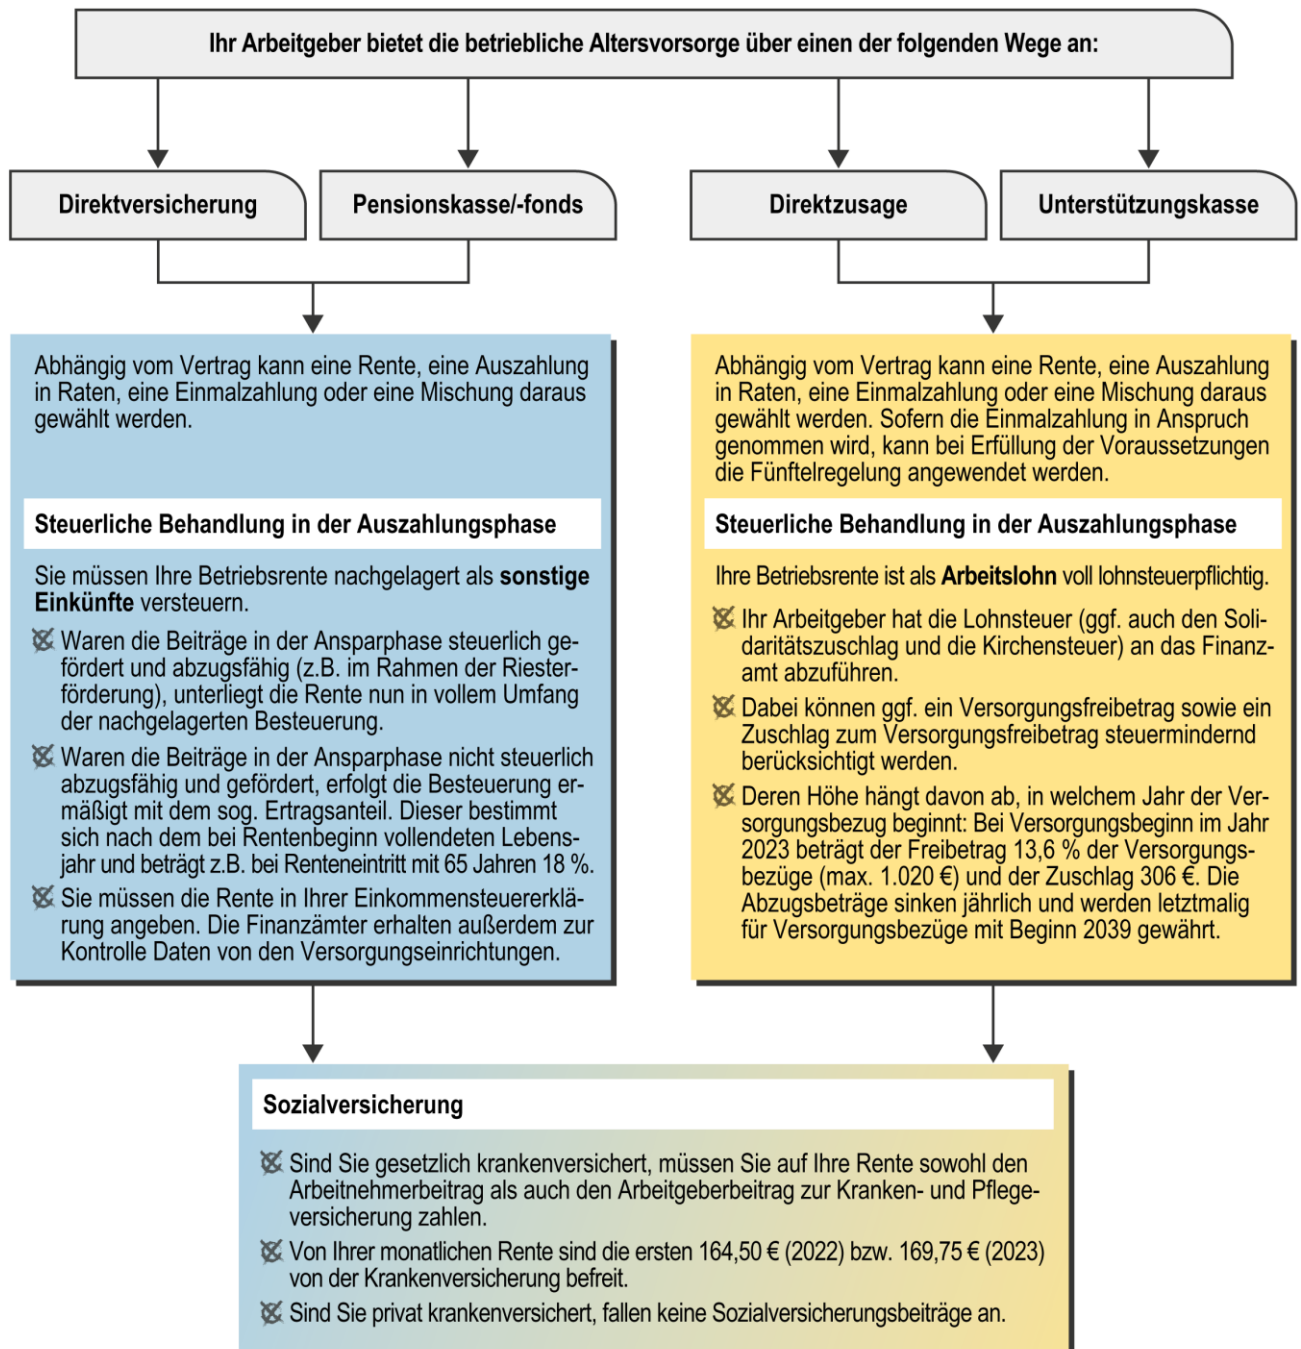 Ihr Arbeitgeber bietet die betriebliche Altersvorsorge über einen der folgenden Wege an:
Direktversicherung
Pensionskasse/-fonds
Direktzusage
Unterstützungskasse
Abhängig vom Vertrag kann eine Rente, eine Auszahlung
in Raten, eine Einmalzahlung oder eine Mischung daraus
gewählt werden.
Steuerliche Behandlung in der Auszahlungsphase
Sie müssen Ihre Betriebsrente nachgelagert als sonstige
Einkünfte versteuern.
Waren die Beiträge in der Ansparphase steuerlich ge-
fördert und abzugsfähig (z.B. im Rahmen der Riester-
förderung), unterliegt die Rente nun in vollem Umfang
der nachgelagerten Besteuerung.
Waren die Beiträge in der Ansparphase nicht steuerlich
abzugsfähig und gefördert, erfolgt die Besteuerung er-
mäßigt mit dem sog. Ertragsanteil. Dieser bestimmt
sich nach dem bei Rentenbeginn vollendeten Lebens-
jahr und beträgt z.B. bei Renteneintritt mit 65 Jahren 18 %.
Sie müssen die Rente in Ihrer Einkommensteuererklä-
rung angeben. Die Finanzämter erhalten außerdem zur
Kontrolle Daten von den Versorgungseinrichtungen.
Abhängig vom Vertrag kann eine Rente, eine Auszahlung
in Raten, eine Einmalzahlung oder eine Mischung daraus
gewählt werden. Sofern die Einmalzahlung in Anspruch
genommen wird, kann bei Erfüllung der Voraussetzungen
die Fünftelregelung angewendet werden.
Steuerliche Behandlung in der Auszahlungsphase
Ihre Betriebsrente ist als Arbeitslohn voll lohnsteuerpflichtig.
Ihr Arbeitgeber hat die Lohnsteuer (ggf. auch den Soli-
daritätszuschlag und die Kirchensteuer) an das Finanz-
amt abzuführen.
Dabei können ggf. ein Versorgungsfreibetrag sowie ein
Zuschlag zum Versorgungsfreibetrag steuermindernd
berücksichtigt werden.
Deren Höhe hängt davon ab, in welchem Jahr der Ver-
sorgungsbezug beginnt: Bei Versorgungsbeginn im Jahr
2023 beträgt der Freibetrag 13,6 % der Versorgungs-
bezüge (max. 1.020 €) und der Zuschlag 306 €. Die
Abzugsbeträge sinken jährlich und werden letztmalig
für Versorgungsbezüge mit Beginn 2039 gewährt.
Sozialversicherung
Sind Sie gesetzlich krankenversichert, müssen Sie auf Ihre Rente sowohl den
Arbeitnehmerbeitrag als auch den Arbeitgeberbeitrag zur Kranken- und Pflege-
versicherung zahlen.
Von Ihrer monatlichen Rente sind die ersten 164,50 € (2022) bzw. 169,75 € (2023)
von der Krankenversicherung befreit.
Sind Sie privat krankenversichert, fallen keine Sozialversicherungsbeiträge an.